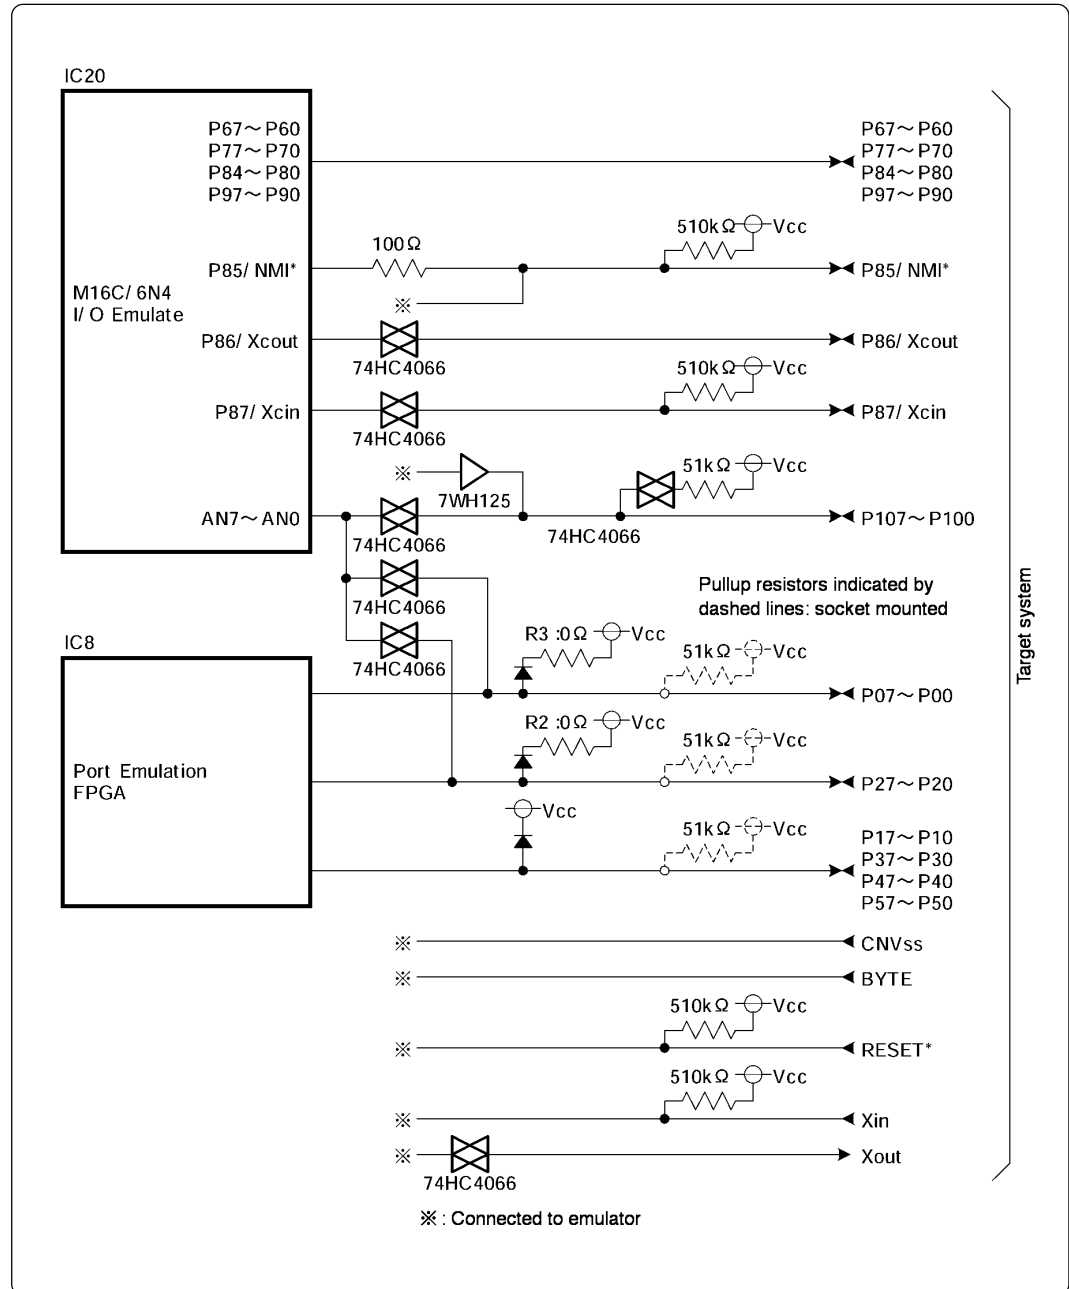 IC20
P67～P60
P77～P70
P84～P80
P97～P90
P67～P60
P77～P70
P84～P80
P97～P90
510kΩ Vcc
100Ω
P85/ NMI*
P85/ NMI*
M16C/ 6N4
I/ O Emulate
※
P86/ Xcout
P86/ Xcout
74HC4066
510kΩ Vcc
P87/ Xcin
P87/ Xcin
74HC4066
※
7WH125
51kΩ Vcc
AN7～AN0
P107～P100
74HC4066
74HC4066
74HC4066
Pullup resistors indicated by
dashed lines: socket mounted
Target system
74HC4066
IC8
R3 :0Ω Vcc
51kΩ Vcc
P07～P00
R2 :0Ω Vcc
51kΩ Vcc
Port Emulation
FPGA
P27～P20
Vcc
51kΩ Vcc
P17～P10
P37～P30
P47～P40
P57～P50
※ CNVss
※ BYTE
510kΩ Vcc
※ RESET*
510kΩ Vcc
※ Xin
※ Xout
74HC4066
※ : Connected to emulator